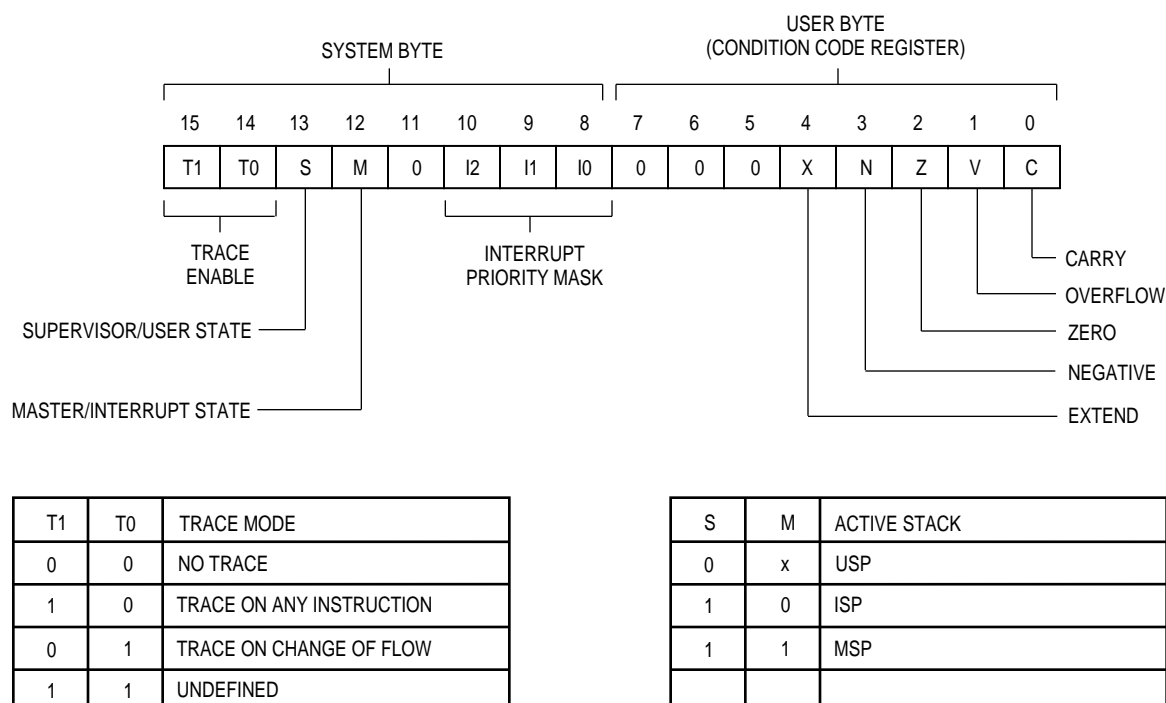 USER BYTE
(CONDITION CODE REGISTER)
SYSTEM BYTE
15 14 13 12 11 10 9 8 7 6 5 4 3 2 1 0
T1 T0 S M 0 I2 I1 I0 0 0 0 X N Z V C
TRACE
ENABLE
INTERRUPT
PRIORITY MASK
CARRY
OVERFLOW
SUPERVISOR/USER STATE
ZERO
NEGATIVE
MASTER/INTERRUPT STATE
EXTEND
T1 T0 TRACE MODE
0 0 NO TRACE
1 0 TRACE ON ANY INSTRUCTION
0 1 TRACE ON CHANGE OF FLOW
1 1 UNDEFINED
S M ACTIVE STACK
0 x USP
1 0 ISP
1 1 MSP